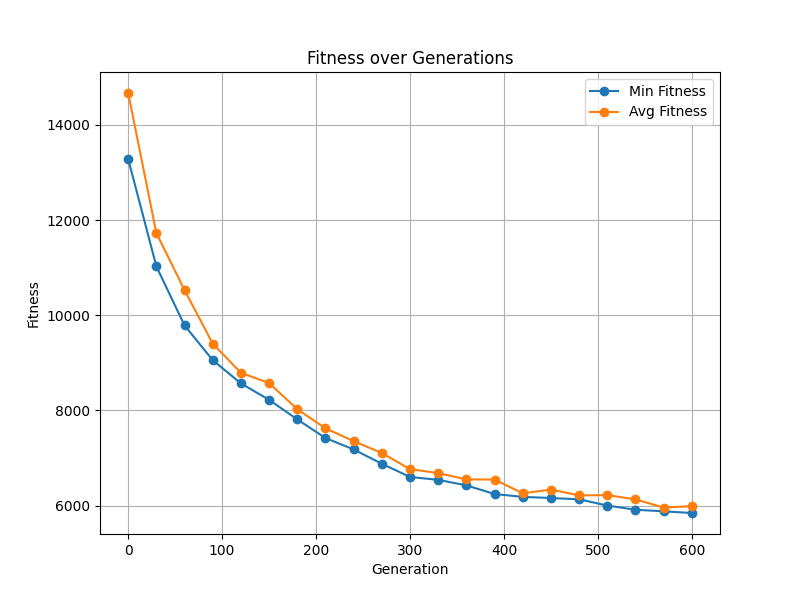 Fitness over Generations
Min Fitness
Avg Fitness
14000
12000
10000
8000
6000
Fitness
0 100 200 300 400 500 600
Generation